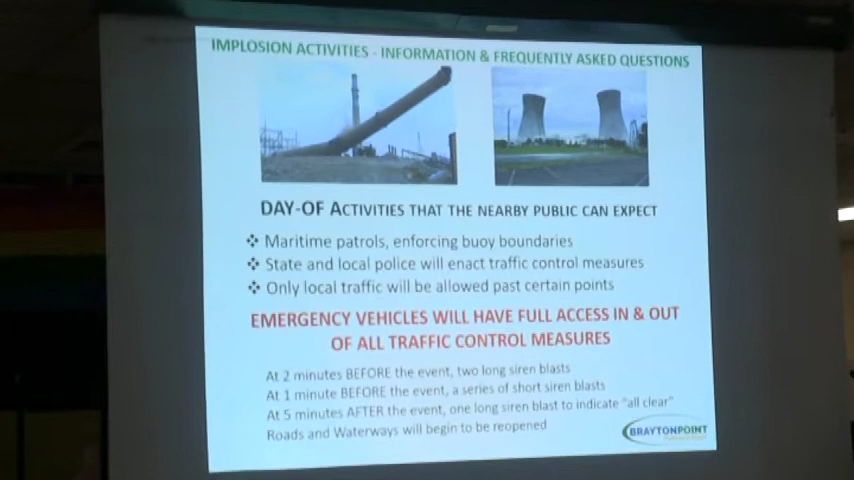 IMPLOSION ACTIVITIES - INFORMATION & FREQUENTLY ASKED QUESTIONS
DAY-OF ACTIVITIES THAT THE NEARBY PUBLIC CAN EXPECT
❖ Maritime patrols, enforcing buoy boundaries
❖ State and local police will enact traffic control measures
❖ Only local traffic will be allowed past certain points
EMERGENCY VEHICLES WILL HAVE FULL ACCESS IN & OUT
OF ALL TRAFFIC CONTROL MEASURES
At 2 minutes BEFORE the event, two long siren blasts
At 1 minute BEFORE the event, a series of short siren blasts
At 5 minutes AFTER the event, one long siren blast to indicate "all clear"
Roads and Waterways will begin to be reopened
BRAYTONPOINT